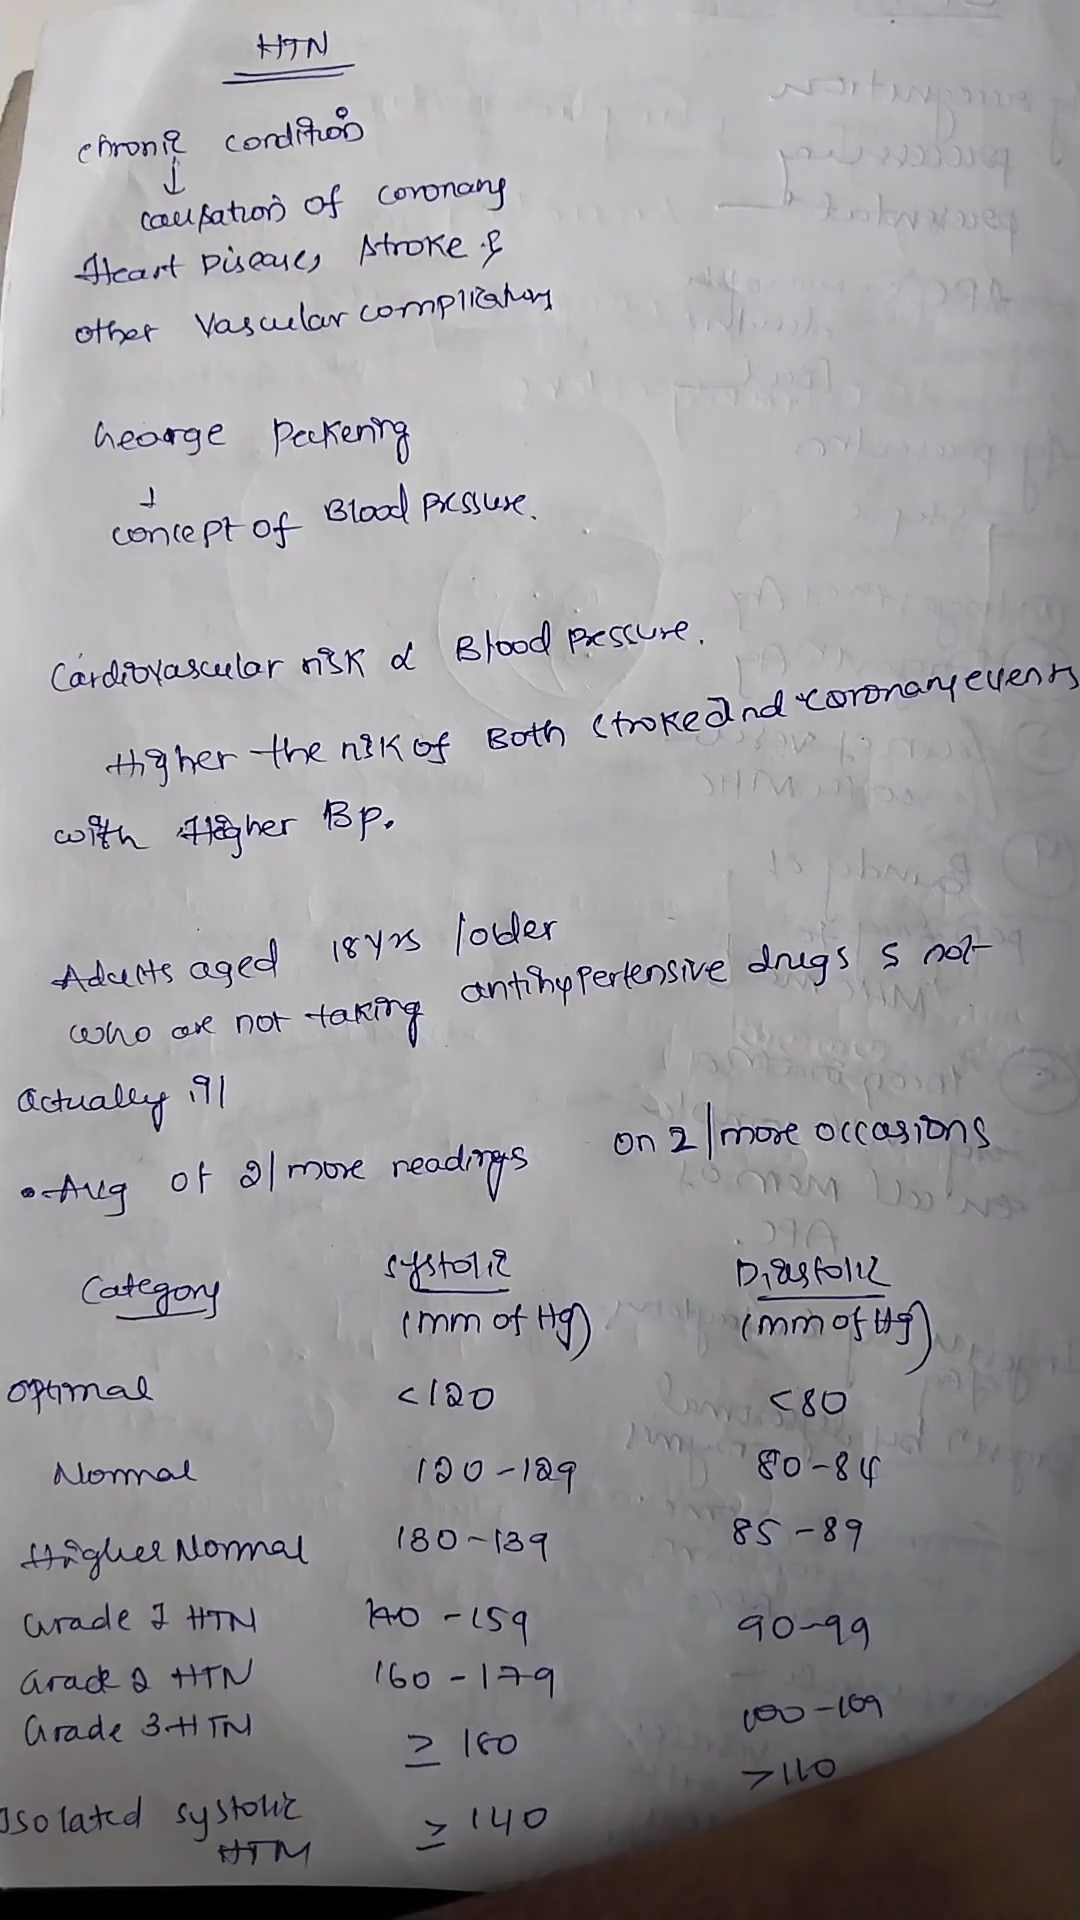 HTN
chronic condition
↓
causation of coronary
Heart Disease, stroke &
other Vascular complications
George Peckering
↓
concept of Blood pressure.
Cardiovascular risk α Blood pressure.
Higher the risk of Both stroke and coronary events
with Higher Bp.
Adults aged 18yrs /older
who are not taking antihypertensive drugs & not
actually ill
• Avg of 2/more readings on 2/more occasions
Category Systolic Diastolic
(mm of Hg) (mm of Hg)
Optimal <120 <80
Normal 120-129 80-84
Higher Normal 130-139 85-89
Grade 1 HTN 140-159 90-99
Grade 2 HTN 160-179 100-109
Grade 3 HTN ≥ 180 >110
Isolated systolic ≥ 140
HTN